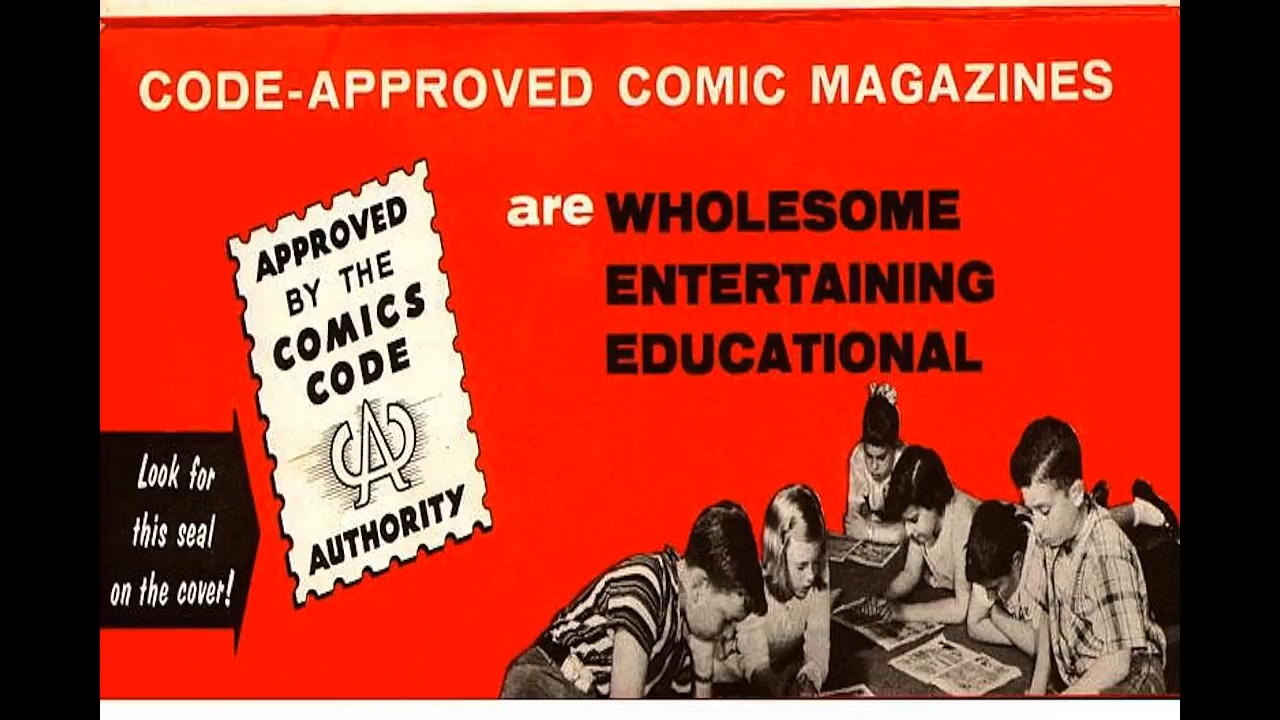 CODE-APPROVED COMIC MAGAZINES
are WHOLESOME
ENTERTAINING
EDUCATIONAL
APPROVED
BY THE
COMICS
CODE
CA
AUTHORITY
Look for
this seal
on the cover!